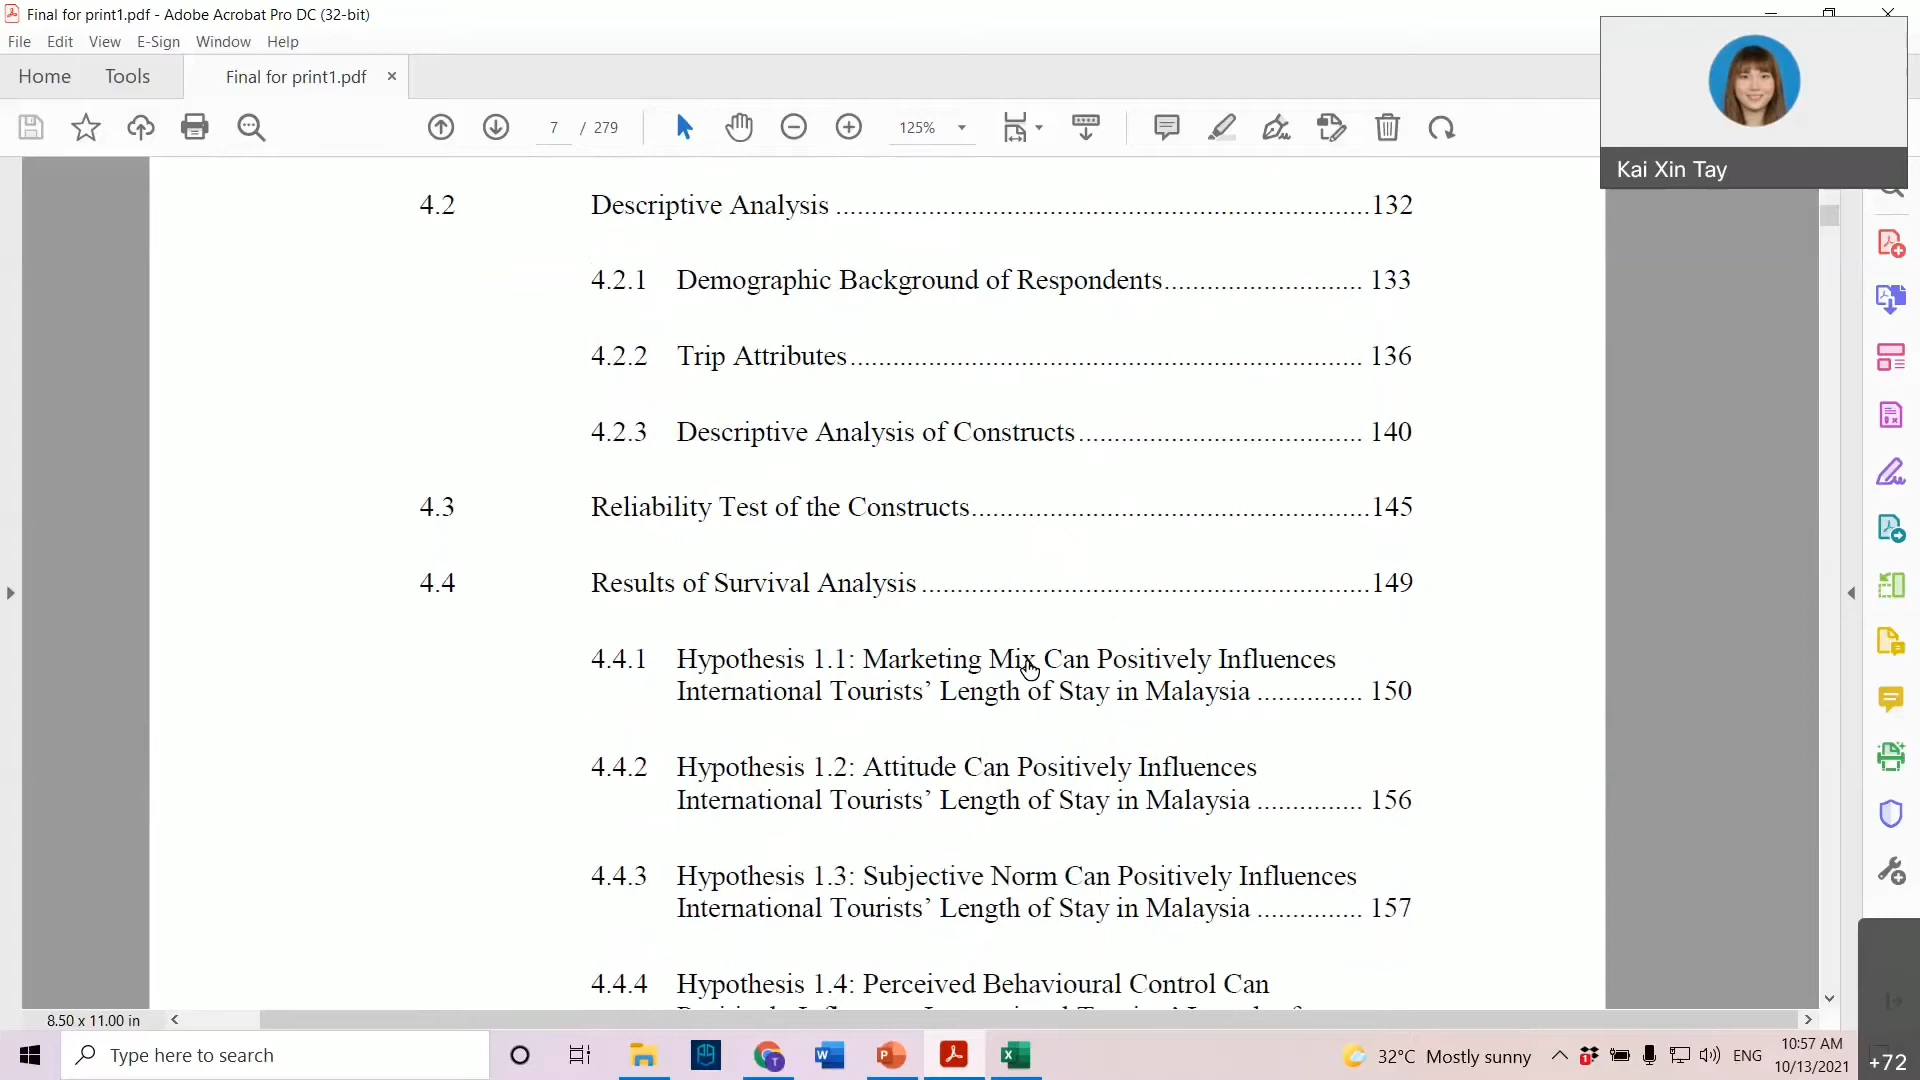 Final for print1.pdf - Adobe Acrobat Pro DC (32-bit)
File Edit View E-Sign Window Help
Home Tools Final for print1.pdf ×
7 / 279 125%
Kai Xin Tay
4.2 Descriptive Analysis ........................................................................132
4.2.1 Demographic Background of Respondents........................... 133
4.2.2 Trip Attributes..................................................................... 136
4.2.3 Descriptive Analysis of Constructs...................................... 140
4.3 Reliability Test of the Constructs.....................................................145
4.4 Results of Survival Analysis ............................................................149
4.4.1 Hypothesis 1.1: Marketing Mix Can Positively Influences
International Tourists’ Length of Stay in Malaysia ............... 150
4.4.2 Hypothesis 1.2: Attitude Can Positively Influences
International Tourists’ Length of Stay in Malaysia ............... 156
4.4.3 Hypothesis 1.3: Subjective Norm Can Positively Influences
International Tourists’ Length of Stay in Malaysia ............... 157
4.4.4 Hypothesis 1.4: Perceived Behavioural Control Can
8.50 x 11.00 in
Type here to search
32°C Mostly sunny
ENG
10:57 AM
10/13/2021
+72